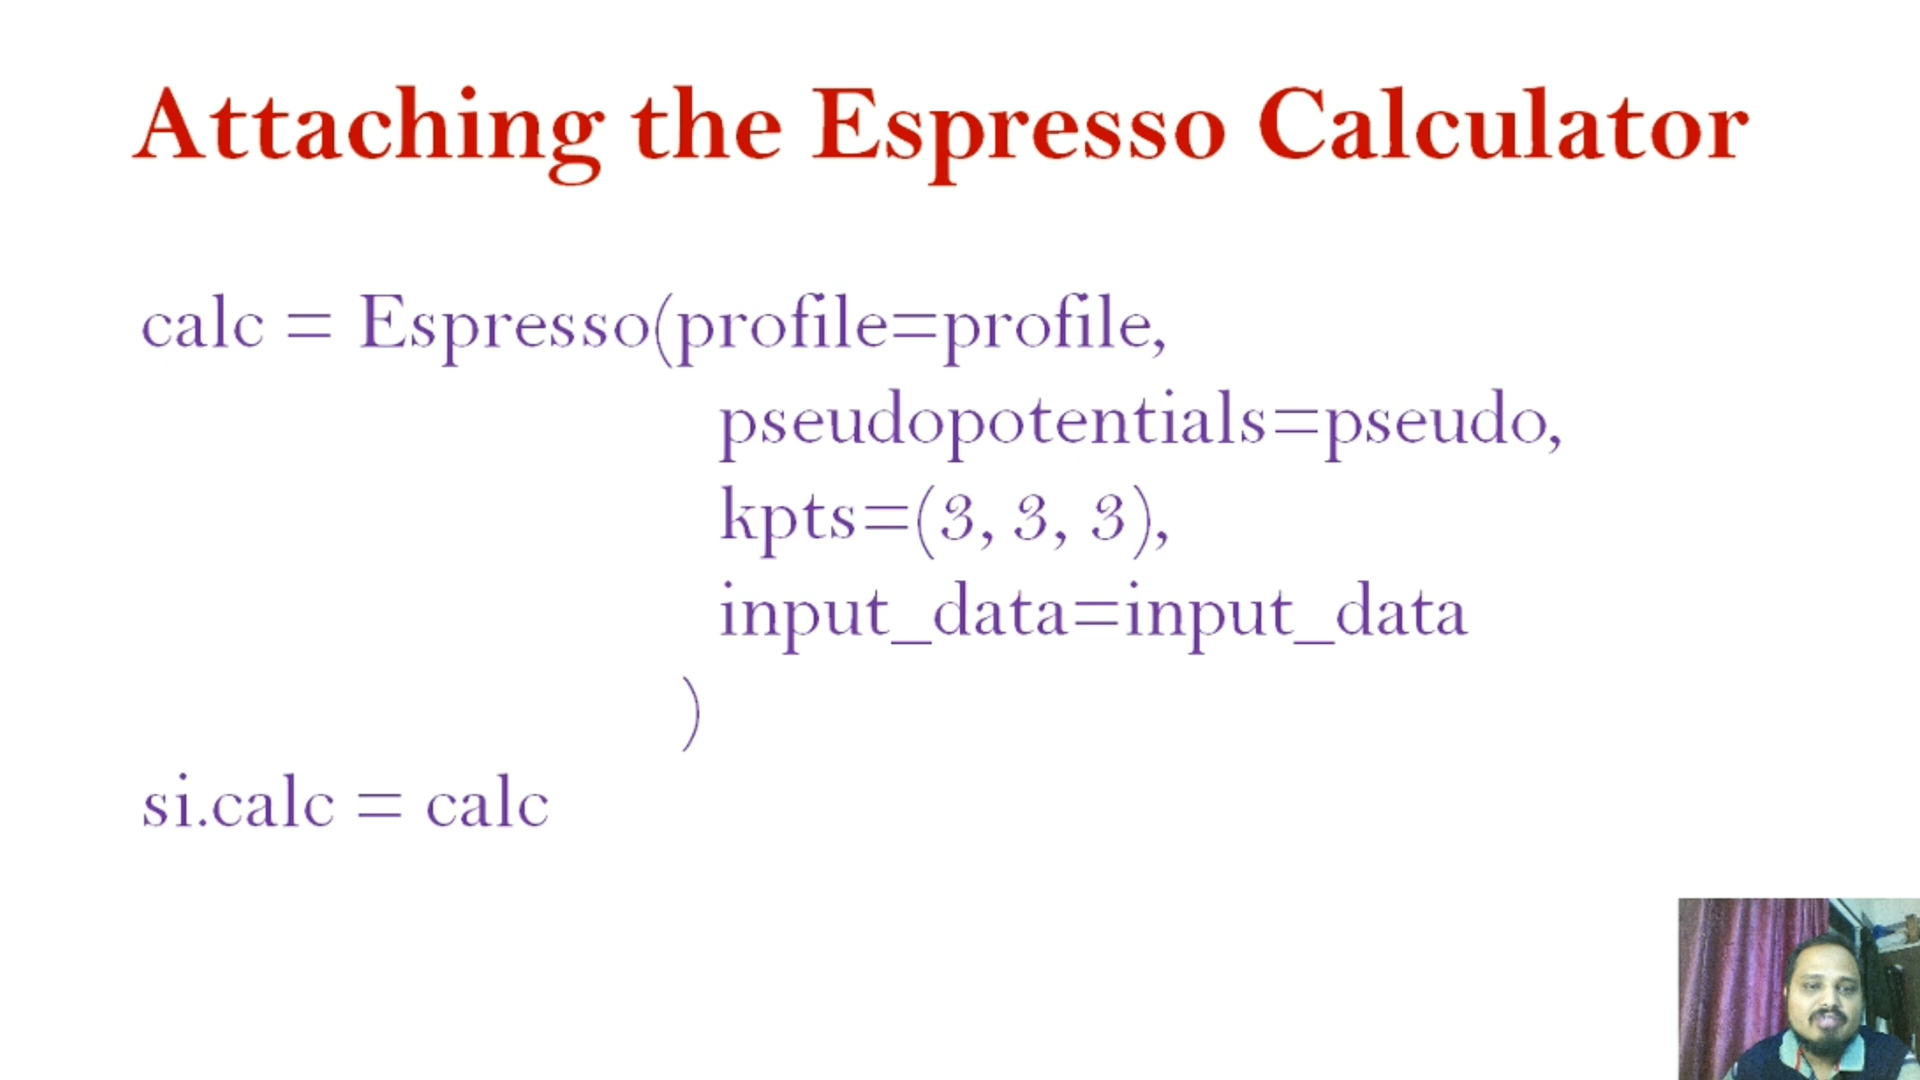 Attaching the Espresso Calculator
calc = Espresso(profile=profile,
pseudopotentials=pseudo,
kpts=(3, 3, 3),
input_data=input_data
)
si.calc = calc